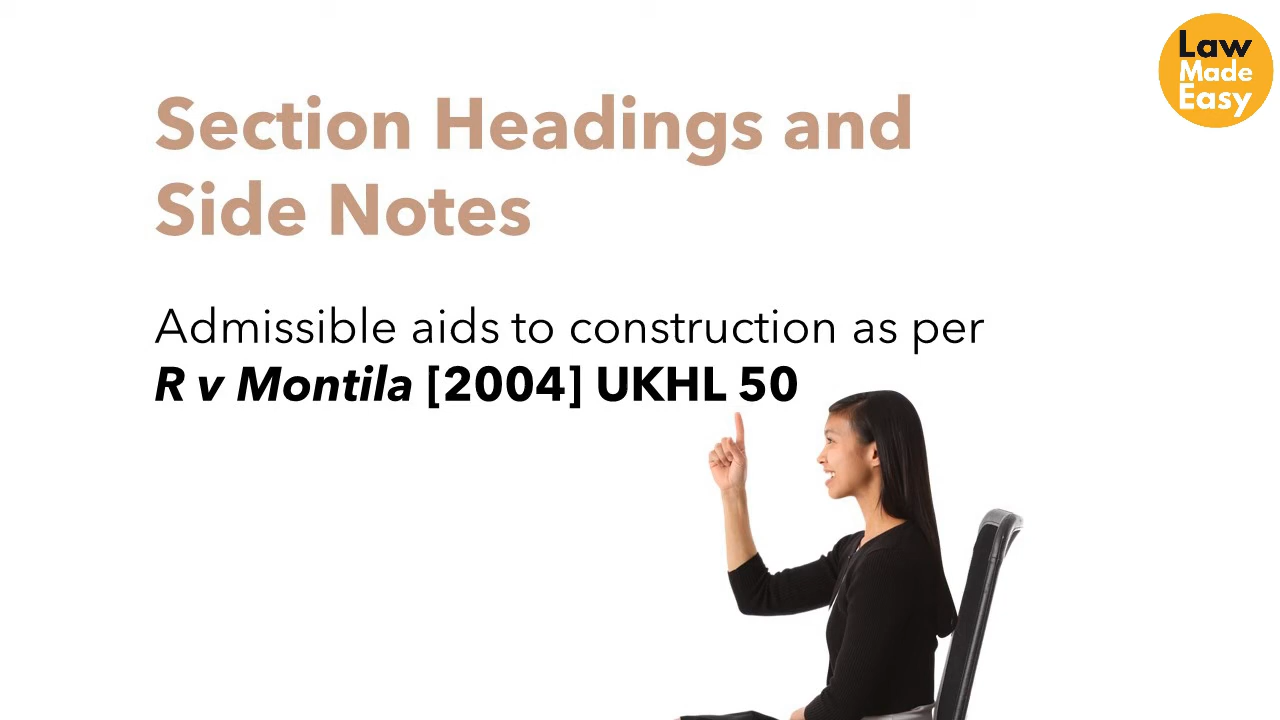 Law
Made
Easy
Section Headings and
Side Notes
Admissible aids to construction as per
R v Montila [2004] UKHL 50